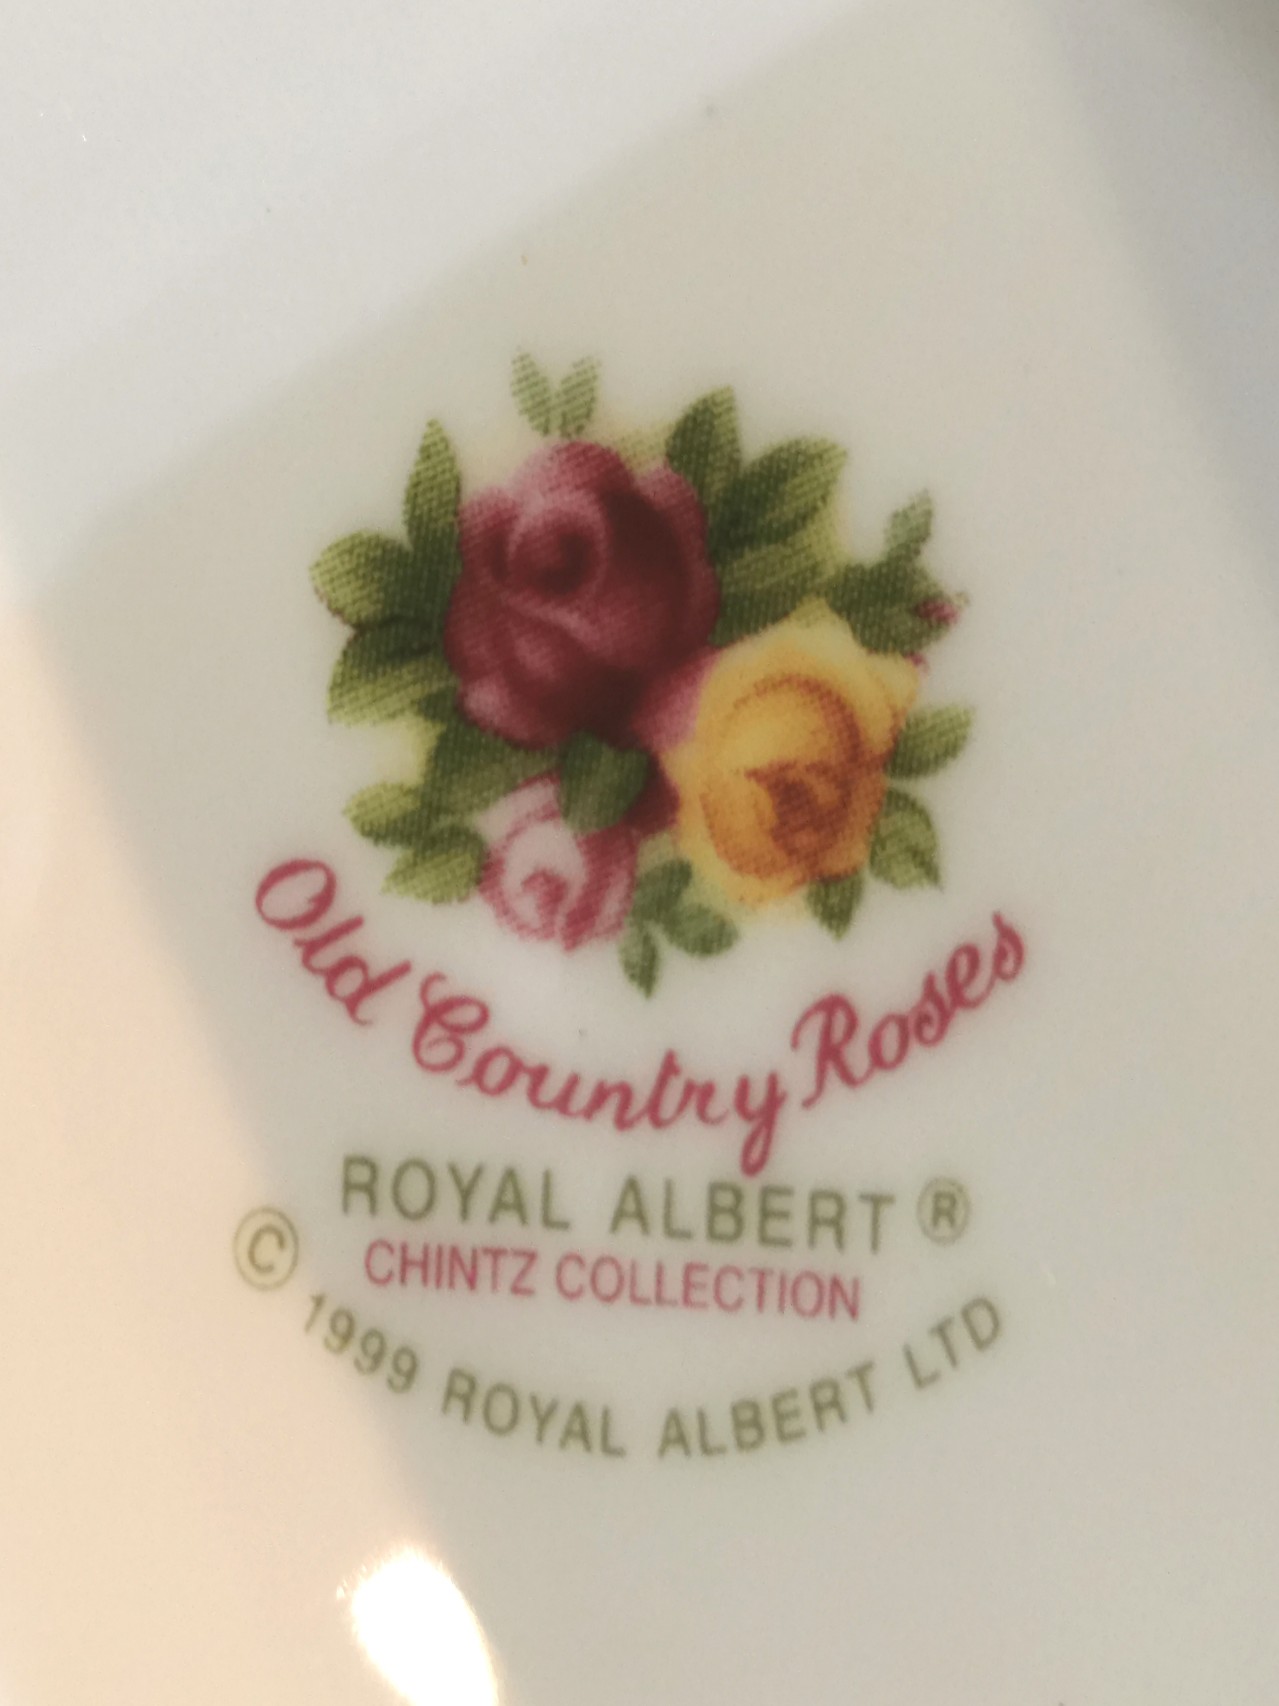 Old Country Roses
ROYAL ALBERT ®
CHINTZ COLLECTION
© 1999 ROYAL ALBERT LTD